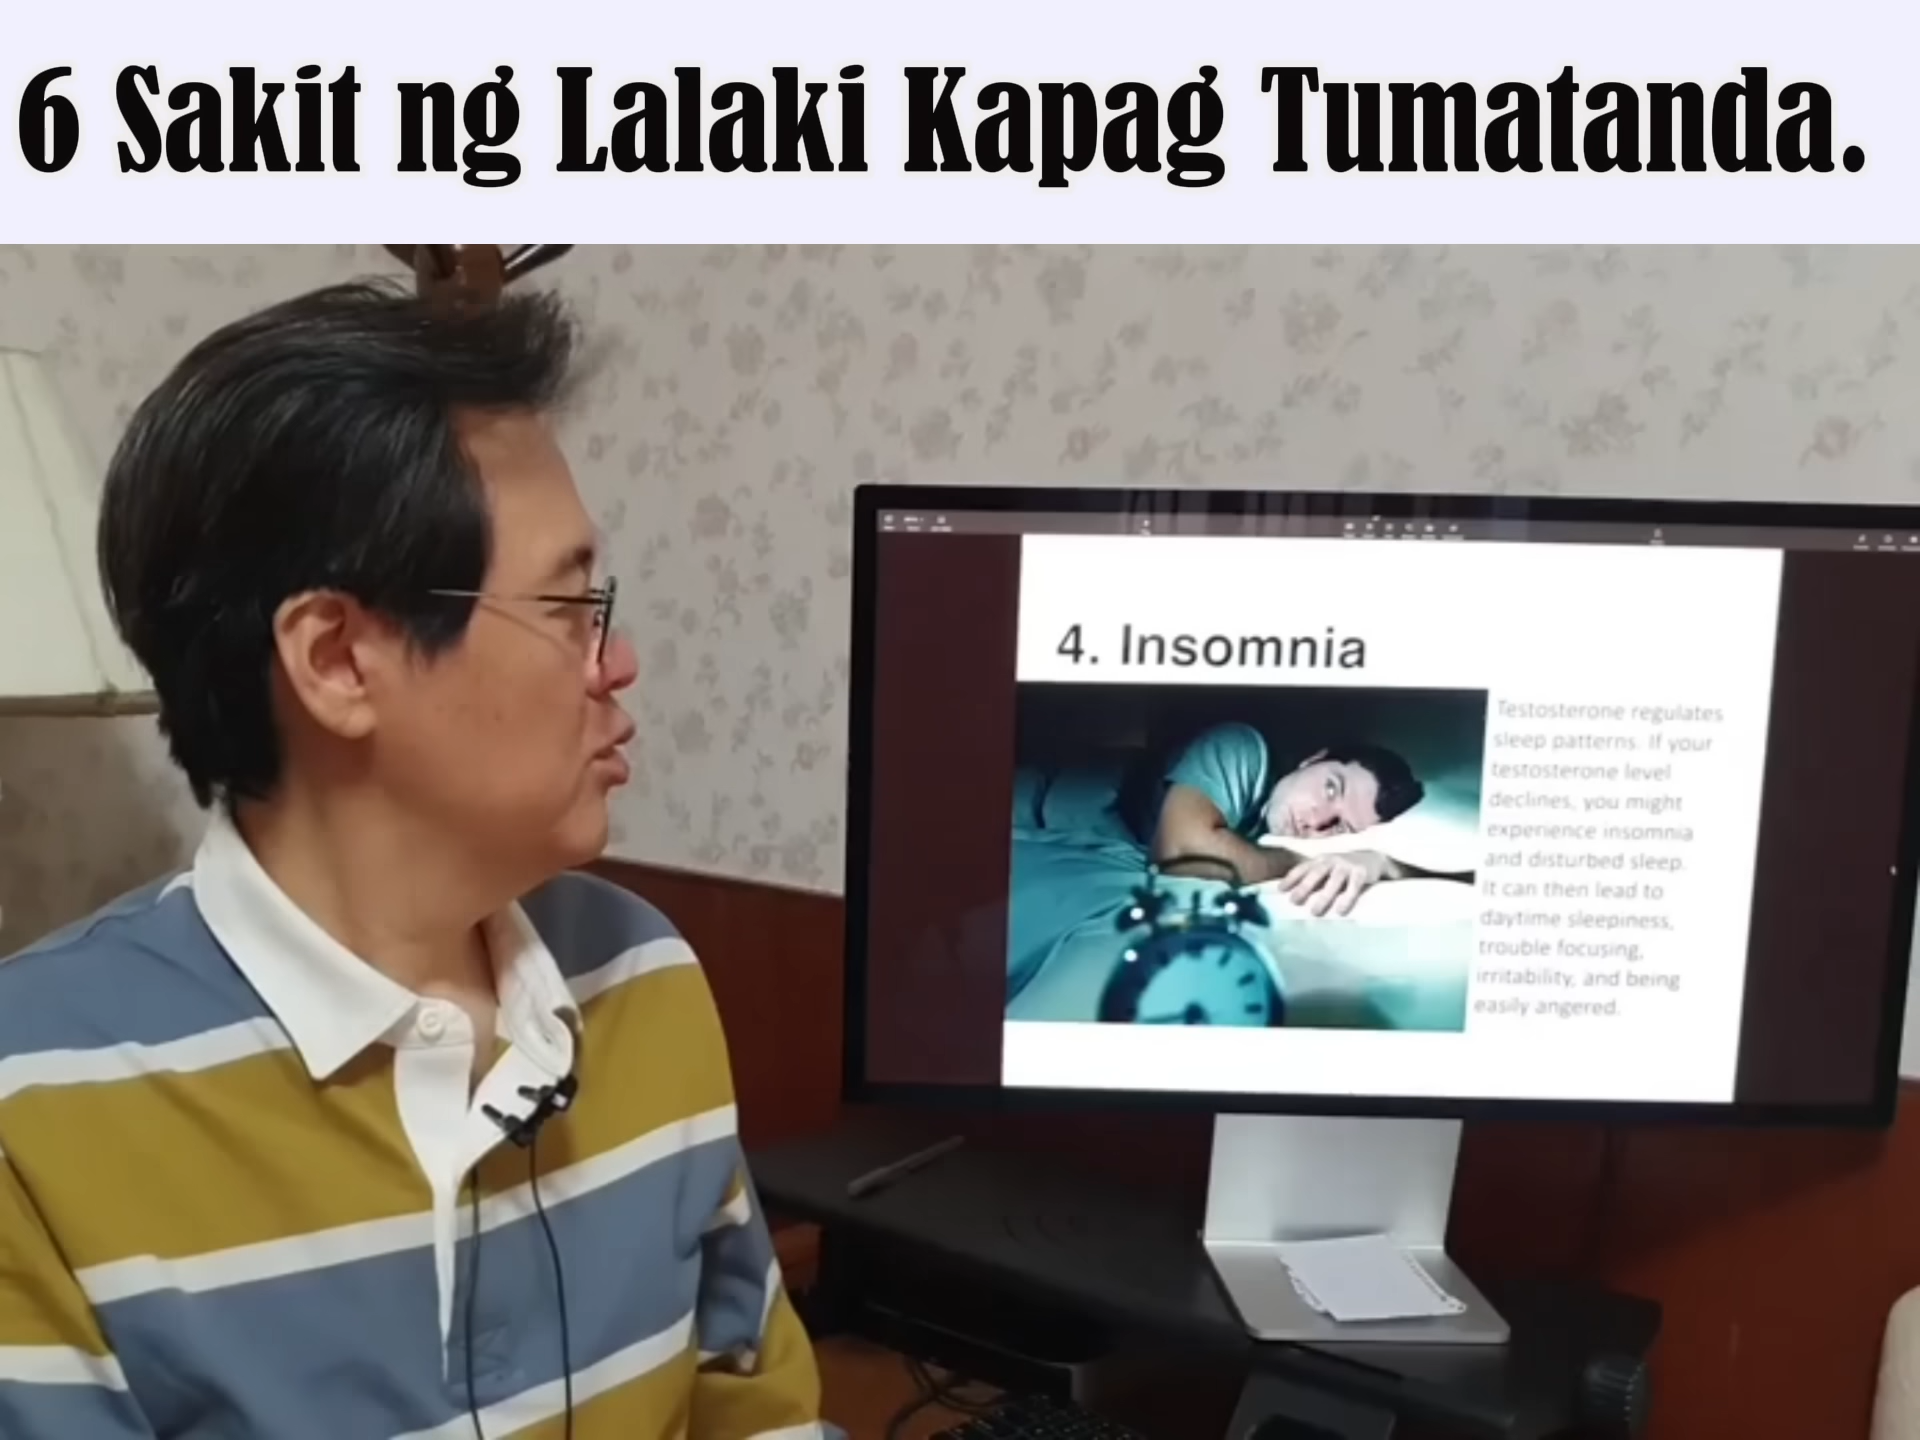 6 Sakit ng Lalaki Kapag Tumatanda.
4. Insomnia
Testosterone regulates
sleep patterns. If your
testosterone level
declines, you might
experience insomnia
and disturbed sleep.
It can then lead to
daytime sleepiness,
trouble focusing,
irritability, and being
easily angered.